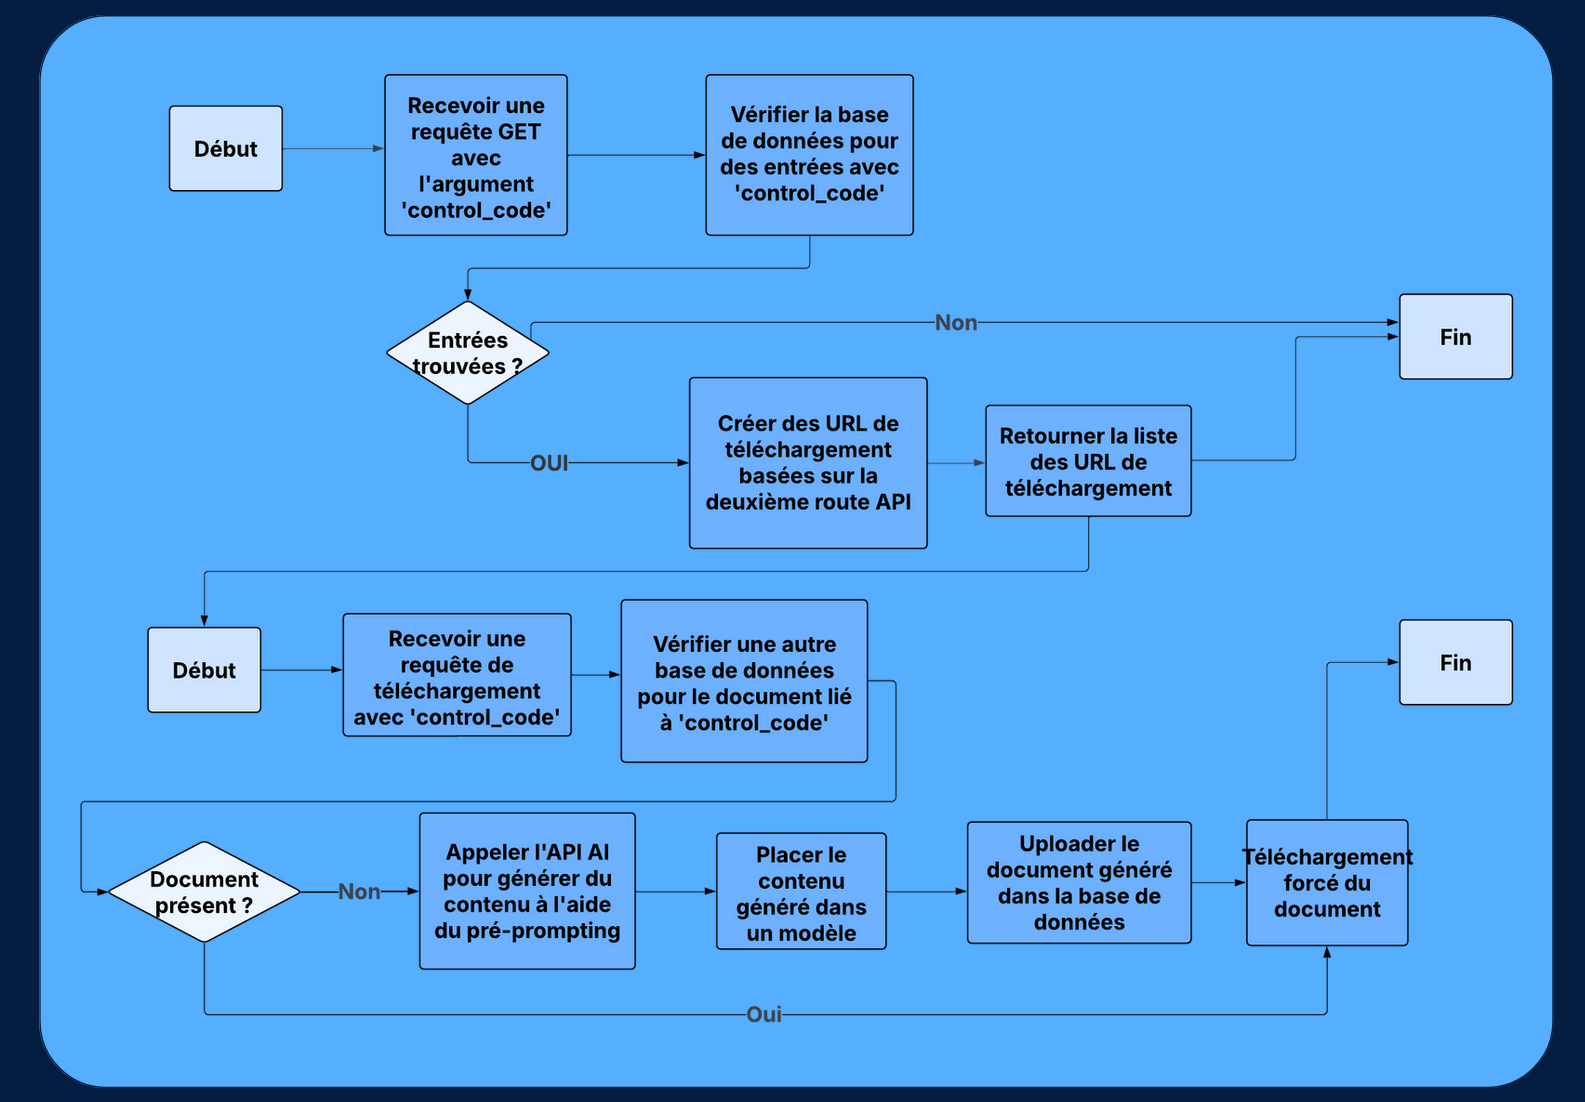 Début
Recevoir une
requête GET
avec
l'argument
'control_code'
Vérifier la base
de données pour
des entrées avec
'control_code'
Entrées
trouvées ?
Non
Fin
OUI
Créer des URL de
téléchargement
basées sur la
deuxième route API
Retourner la liste
des URL de
téléchargement
Début
Recevoir une
requête de
téléchargement
avec 'control_code'
Vérifier une autre
base de données
pour le document lié
à 'control_code'
Fin
Document
présent ?
Non
Appeler l'API AI
pour générer du
contenu à l'aide
du pré-prompting
Placer le
contenu
généré dans
un modèle
Uploader le
document généré
dans la base de
données
Téléchargement
forcé du
document
Oui